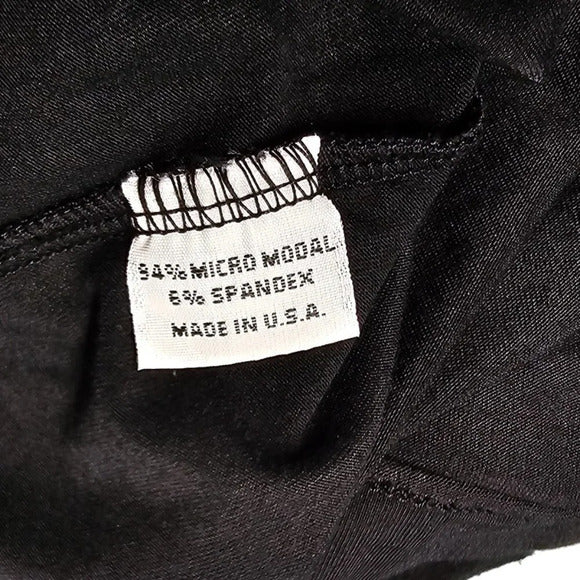 94% MICRO MODAL
6% SPANDEX
MADE IN U.S.A.